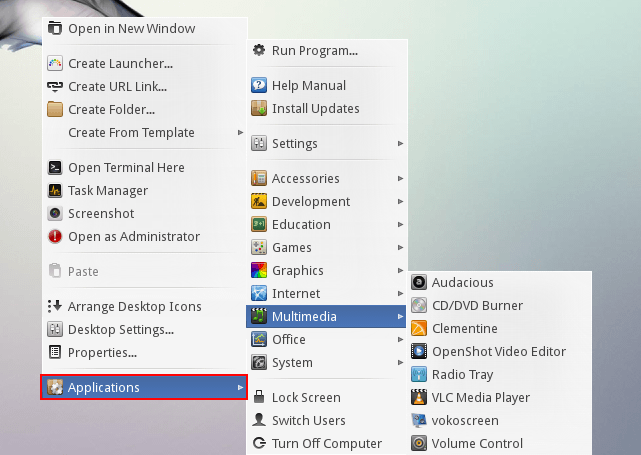 Open in New Window
Create Launcher...
Create URL Link...
Create Folder...
Create From Template
Open Terminal Here
Task Manager
Screenshot
Open as Administrator
Paste
Arrange Desktop Icons
Desktop Settings...
Properties...
Applications
Run Program...
Help Manual
Install Updates
Settings
Accessories
Development
Education
Games
Graphics
Internet
Multimedia
Office
System
Lock Screen
Switch Users
Turn Off Computer
Audacious
CD/DVD Burner
Clementine
OpenShot Video Editor
Radio Tray
VLC Media Player
vokoscreen
Volume Control